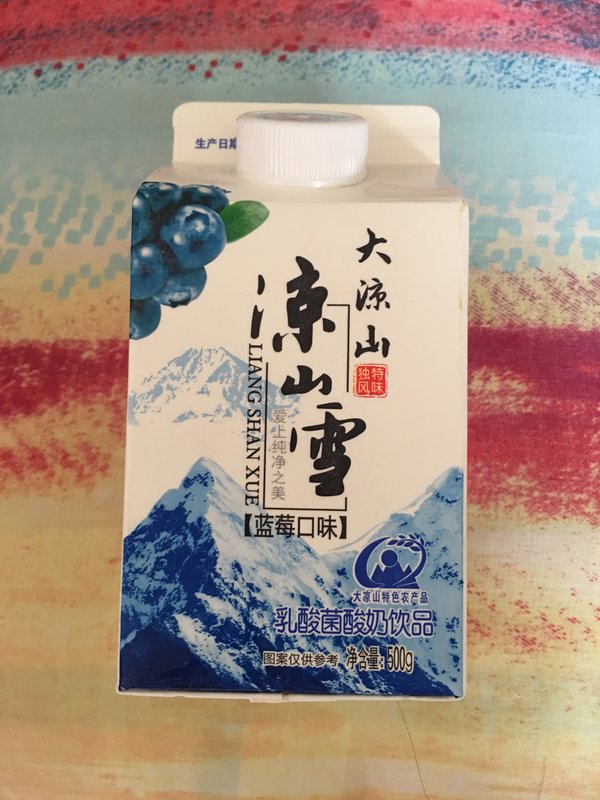 生产日期
大凉山
独特
风味
凉山雪
LIANG SHAN XUE
爱上纯净之美
【蓝莓口味】
大凉山特色农产品
乳酸菌酸奶饮品
图案仅供参考 净含量:500g